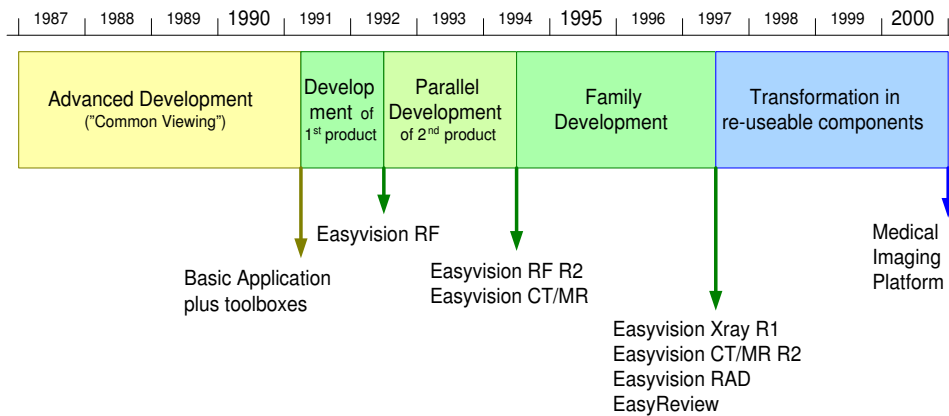 1987 1988 1989 1990 1991 1992 1993 1994 1995 1996 1997 1998 1999 2000
Advanced Development
("Common Viewing")
Develop
ment of
1st product
Parallel
Development
of 2nd product
Family
Development
Transformation in
re-useable components
Easyvision RF
Basic Application
plus toolboxes
Easyvision RF R2
Easyvision CT/MR
Easyvision Xray R1
Easyvision CT/MR R2
Easyvision RAD
EasyReview
Medical
Imaging
Platform